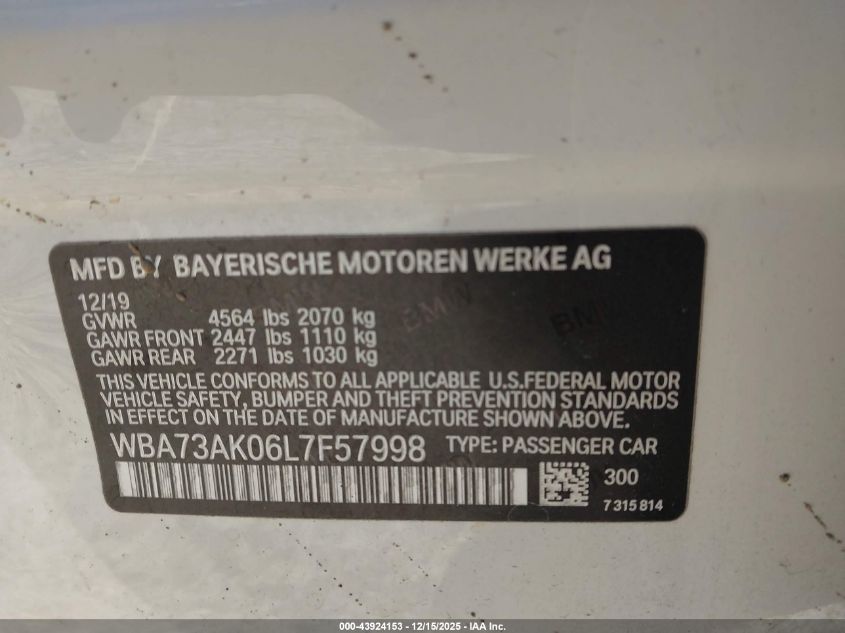 MFD BY BAYERISCHE MOTOREN WERKE AG
12/19
GVWR 4564 lbs 2070 kg
GAWR FRONT 2447 lbs 1110 kg
GAWR REAR 2271 lbs 1030 kg
THIS VEHICLE CONFORMS TO ALL APPLICABLE U.S.FEDERAL MOTOR
VEHICLE SAFETY, BUMPER AND THEFT PREVENTION STANDARDS
IN EFFECT ON THE DATE OF MANUFACTURE SHOWN ABOVE.
WBA73AK06L7F57998 TYPE: PASSENGER CAR
300
7 315 814
BMW
BMW
000-43924153 - 12/15/2025 - IAA Inc.